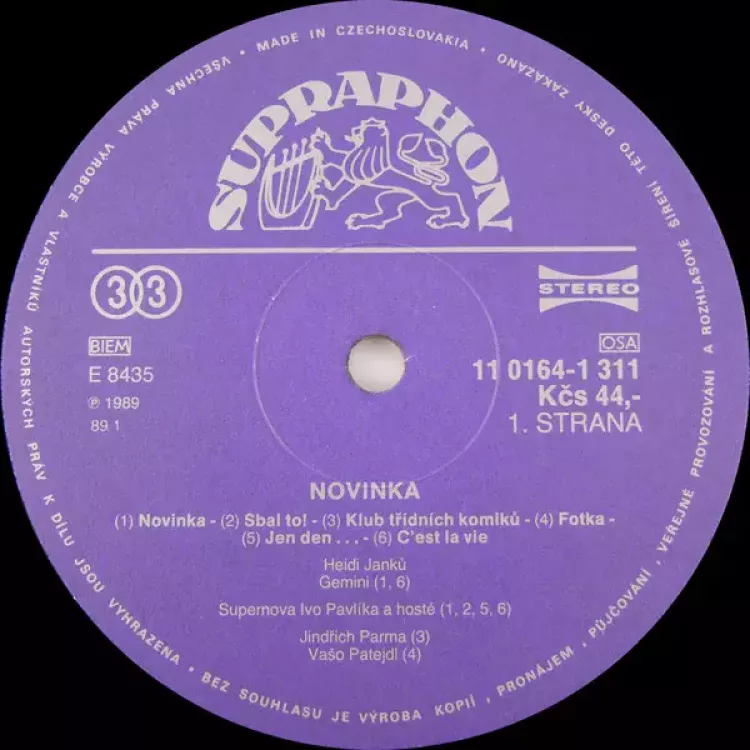 VŠECHNA PRÁVA VÝROBCE A VLASTNÍKŮ AUTORSKÝCH PRÁV K DÍLU JSOU VYHRAZENA • BEZ SOUHLASU JE VÝROBA KOPIÍ, PRONÁJEM, PŮJČOVÁNÍ, VEŘEJNÉ PROVOZOVÁNÍ A ROZHLASOVÉ ŠÍŘENÍ TÉTO DESKY ZAKÁZÁNO • MADE IN CZECHOSLOVAKIA •
SUPRAPHON
33
STEREO
BIEM
OSA
E 8435
11 0164-1 311
℗ 1989
Kčs 44,-
89 1
1. STRANA
NOVINKA
(1) Novinka - (2) Sbal to! - (3) Klub třídních komiků - (4) Fotka -
(5) Jen den . . . - (6) C'est la vie
Heidi Janků
Gemini (1, 6)
Supernova Ivo Pavlíka a hosté (1, 2, 5, 6)
Jindřich Parma (3)
Vašo Patejdl (4)